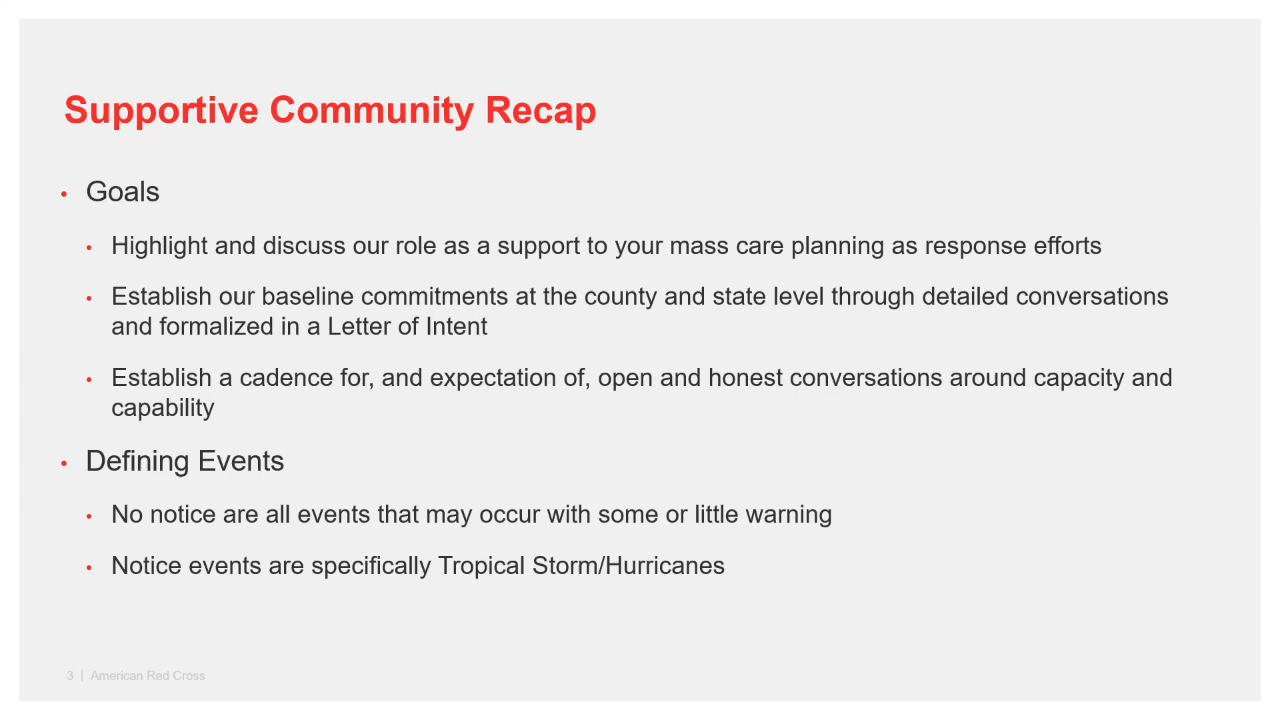 Supportive Community Recap
• Goals
• Highlight and discuss our role as a support to your mass care planning as response efforts
• Establish our baseline commitments at the county and state level through detailed conversations
and formalized in a Letter of Intent
• Establish a cadence for, and expectation of, open and honest conversations around capacity and
capability
• Defining Events
• No notice are all events that may occur with some or little warning
• Notice events are specifically Tropical Storm/Hurricanes
3 | American Red Cross